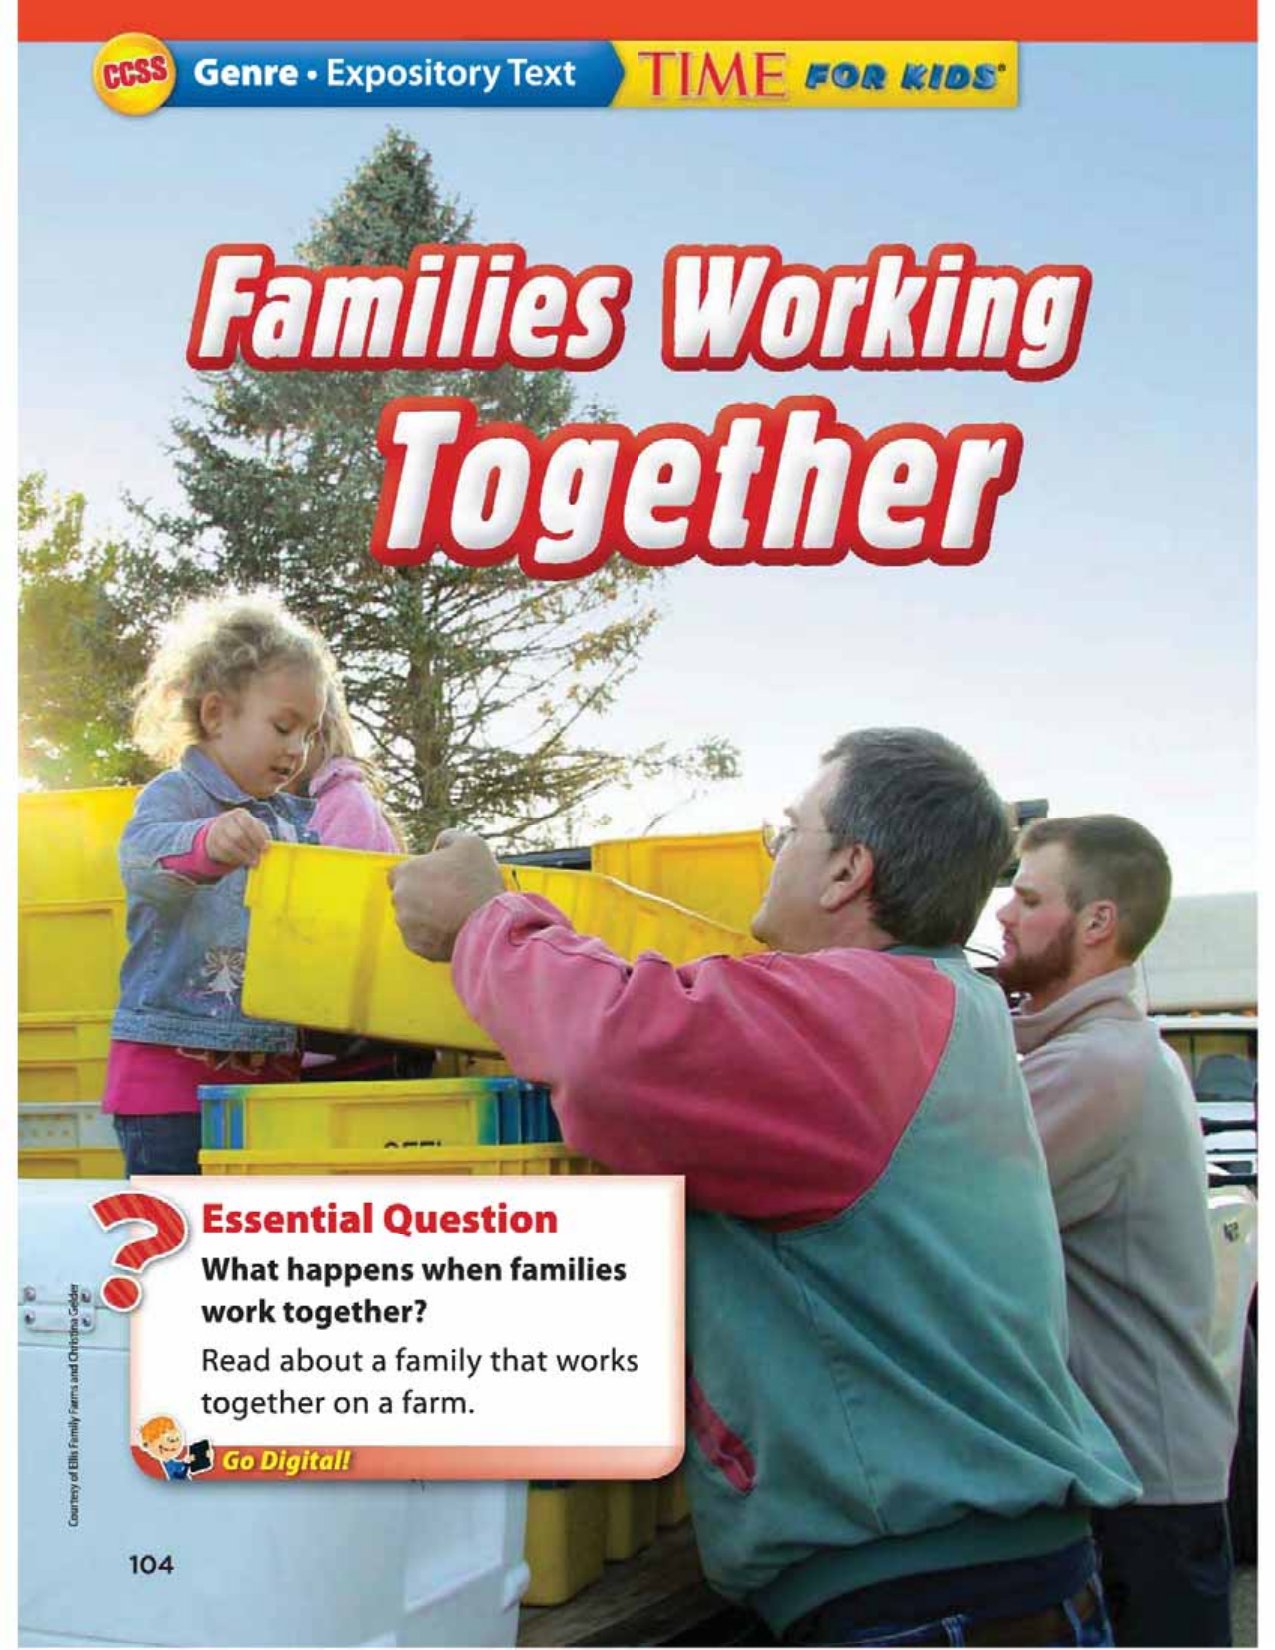 CCSS
Genre • Expository Text
TIME FOR KIDS®
Families Working
Together
Essential Question
What happens when families
work together?
Read about a family that works
together on a farm.
Go Digital!
Courtesy of Ellis Family Farms and Christina Gelder
104